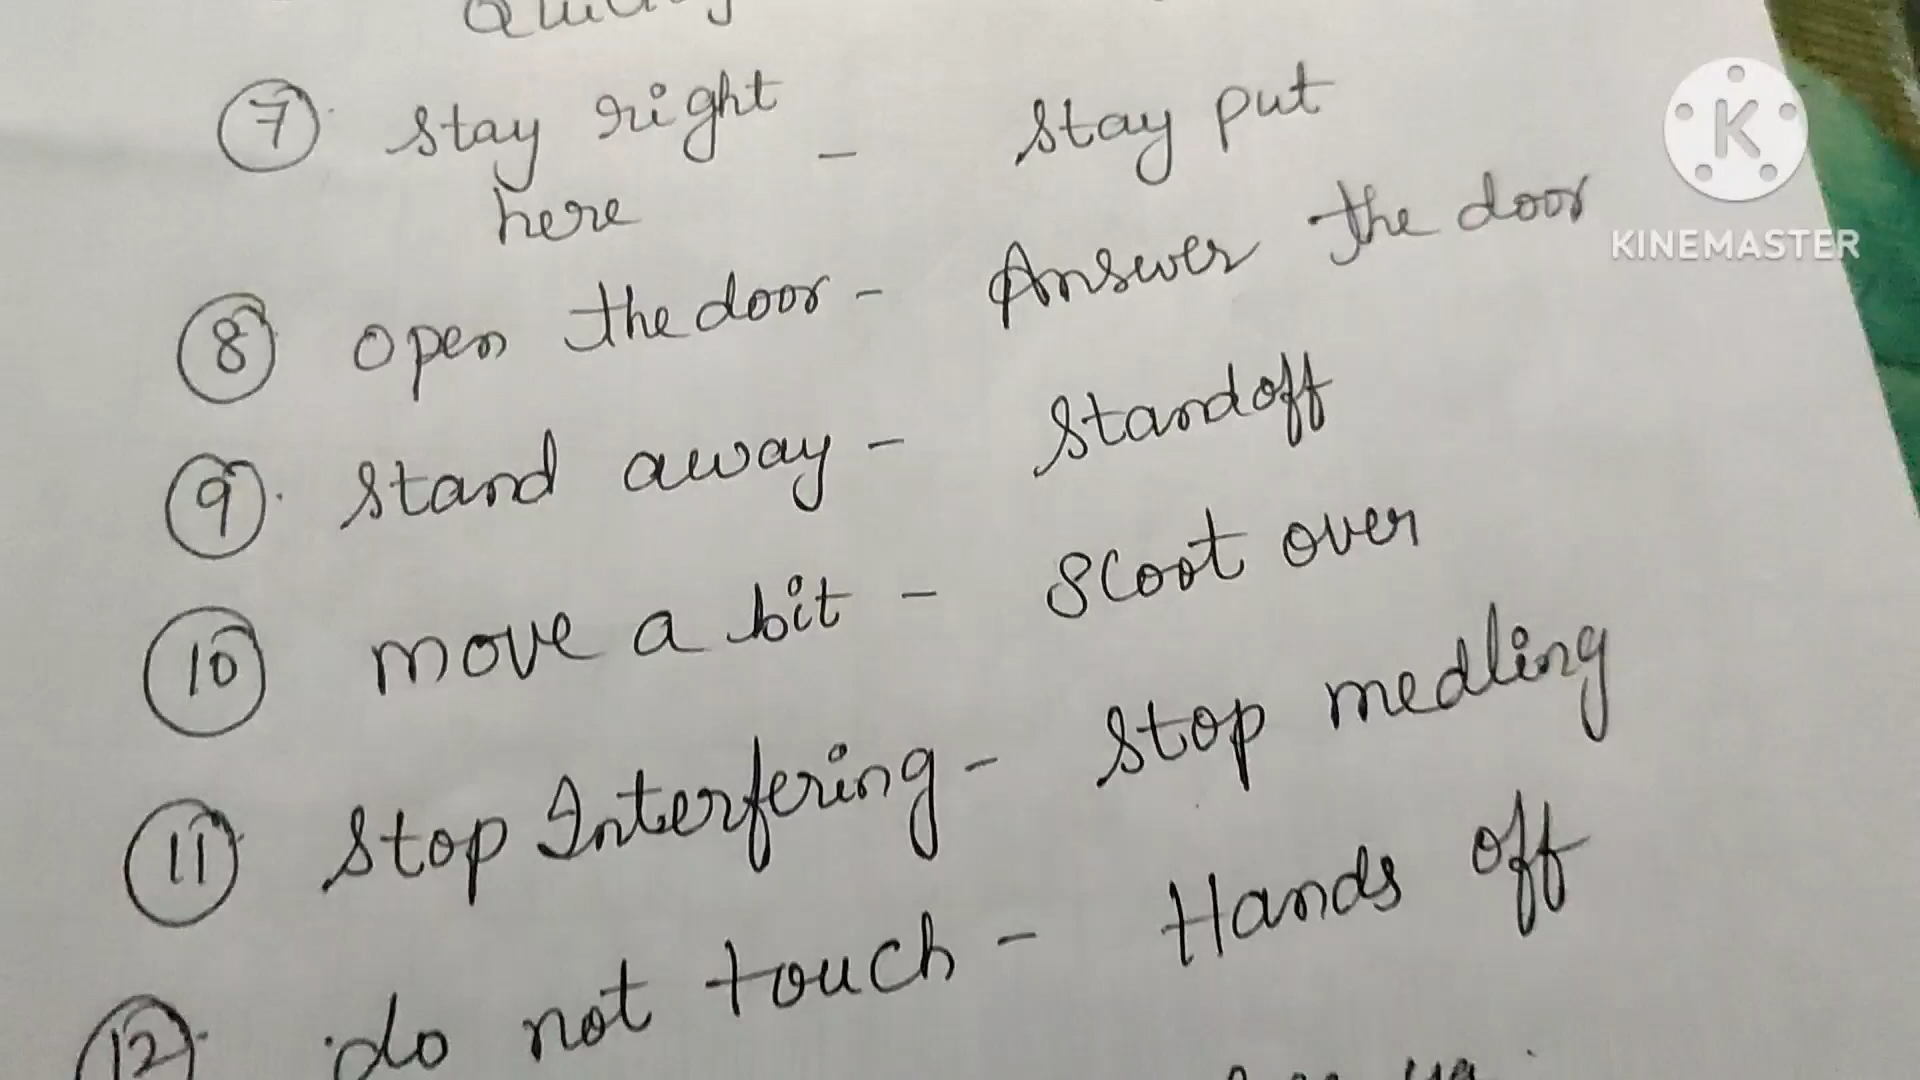 7 stay right - stay put
here
8 open the door - Answer the door
9. stand away - standoff
10 move a bit - scoot over
11 stop Interfering - stop medling
12. do not touch - Hands off
K
KINEMASTER